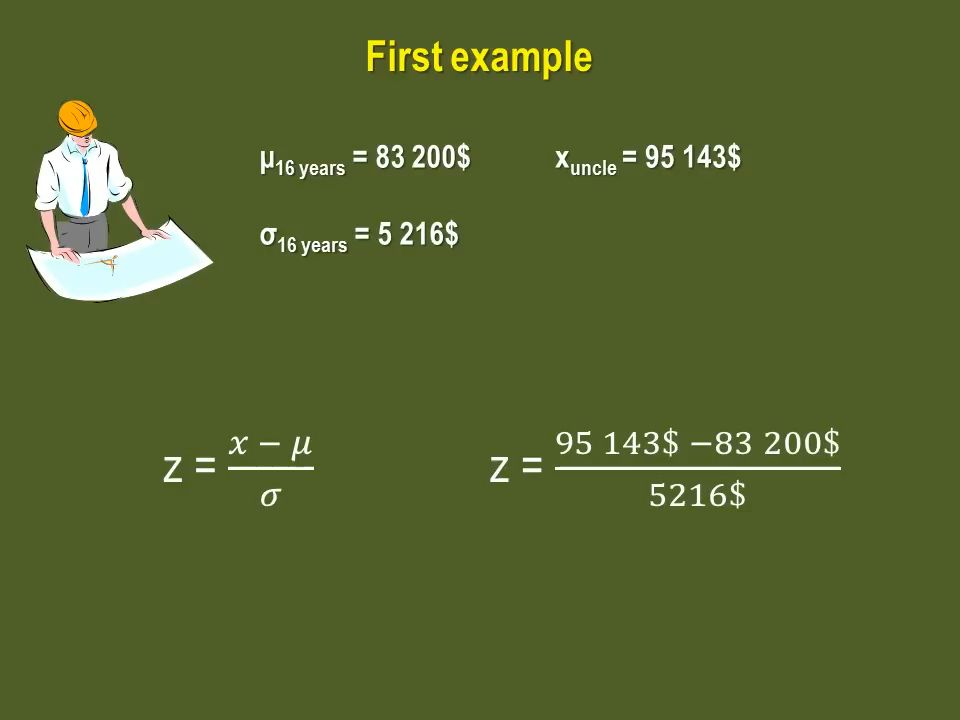 First example
μ16 years = 83 200$ xuncle = 95 143$
σ16 years = 5 216$
z = (x − μ)/σ z = (95 143$ −83 200$)/5216$